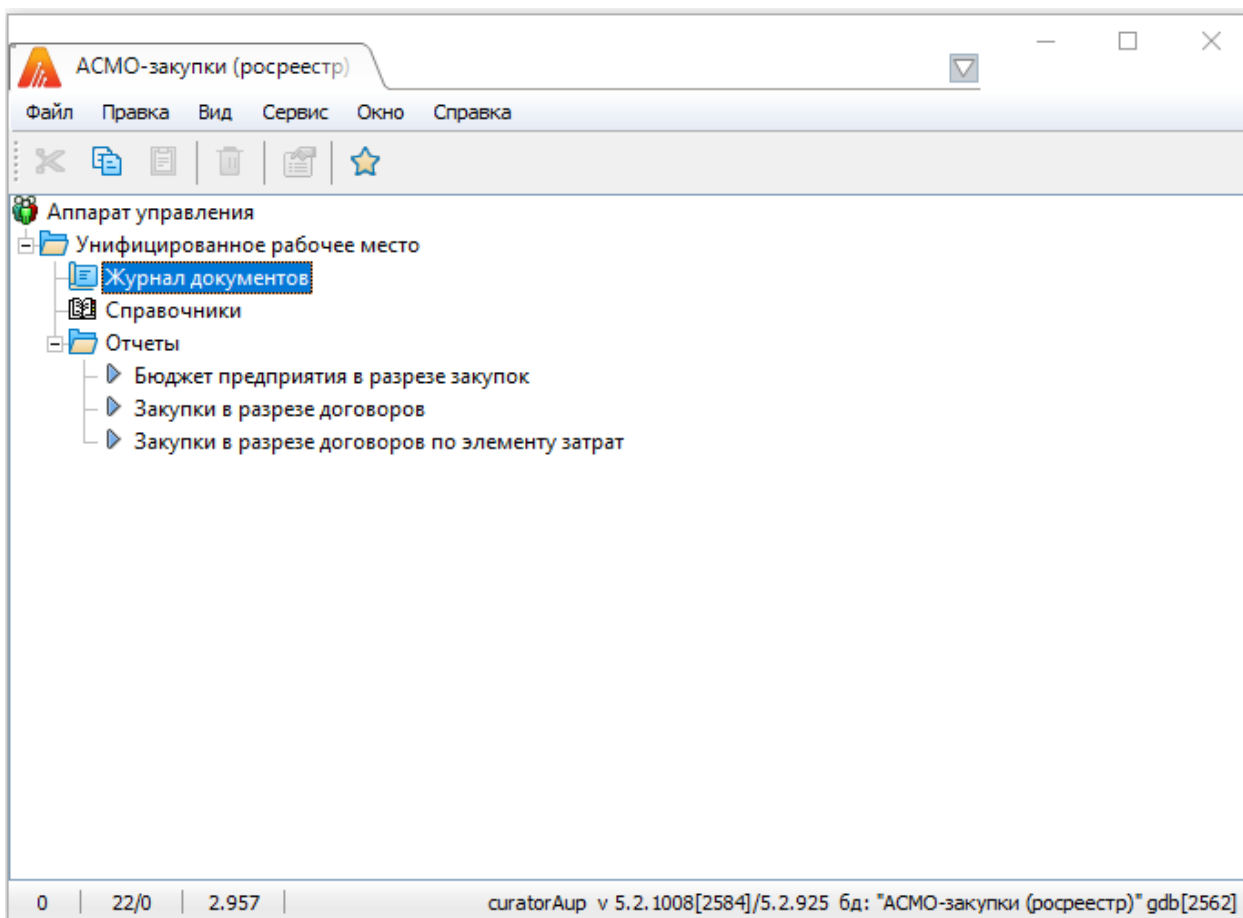 АСМО-закупки (росреестр)
Файл Правка Вид Сервис Окно Справка
Аппарат управления
Унифицированное рабочее место
Журнал документов
Справочники
Отчеты
Бюджет предприятия в разрезе закупок
Закупки в разрезе договоров
Закупки в разрезе договоров по элементу затрат
0 22/0 2.957 curatorAup v 5.2.1008[2584]/5.2.925 бд: "АСМО-закупки (росреестр)" gdb[2562]